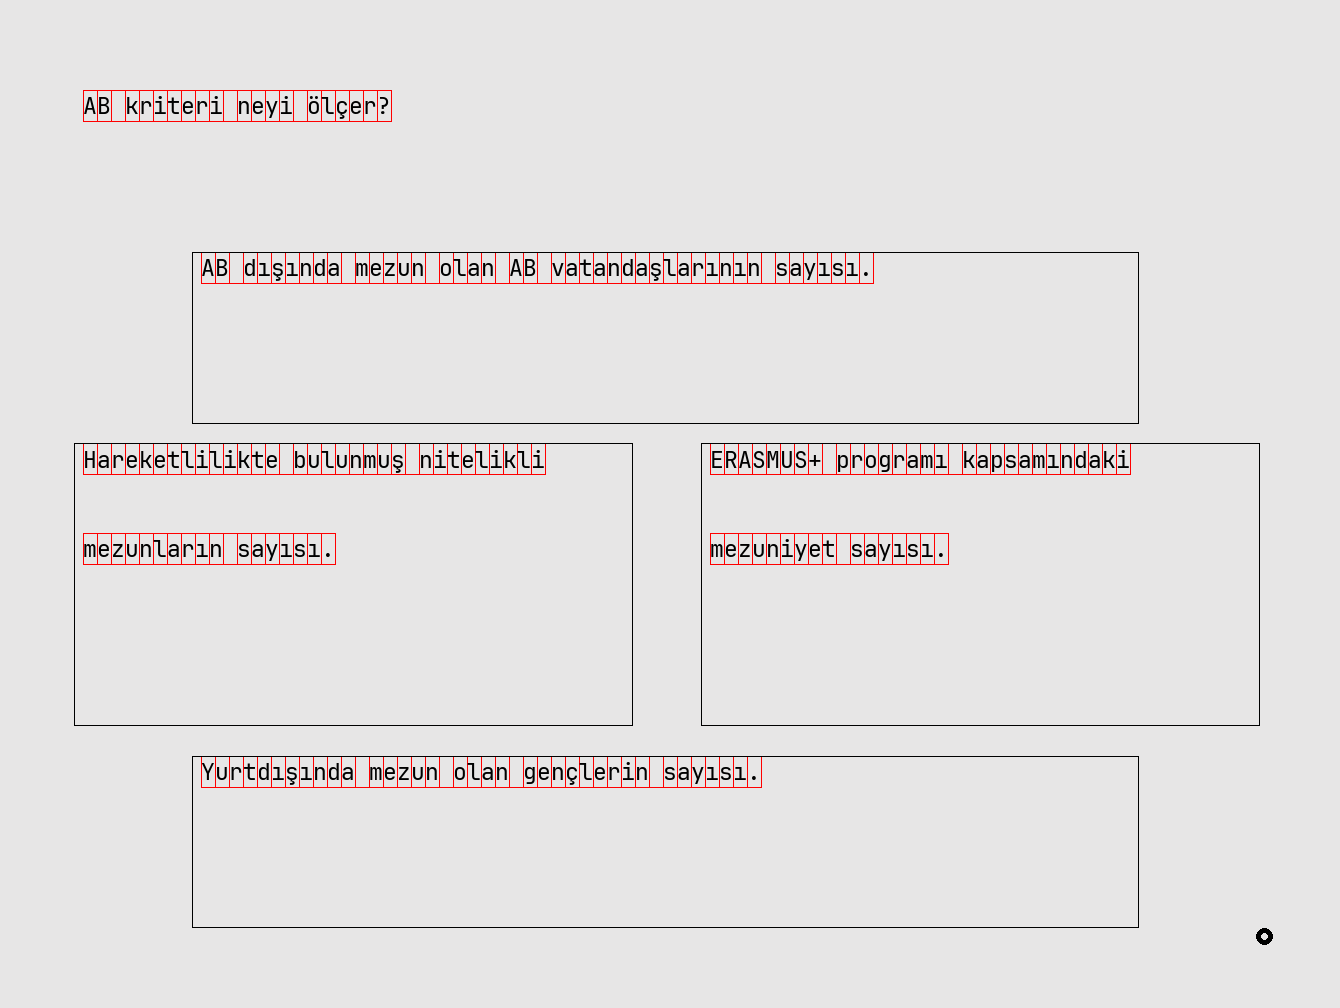 AB kriteri neyi ölçer?
AB dışında mezun olan AB vatandaşlarının sayısı.
Hareketlilikte bulunmuş nitelikli
mezunların sayısı.
ERASMUS+ programı kapsamındaki
mezuniyet sayısı.
Yurtdışında mezun olan gençlerin sayısı.